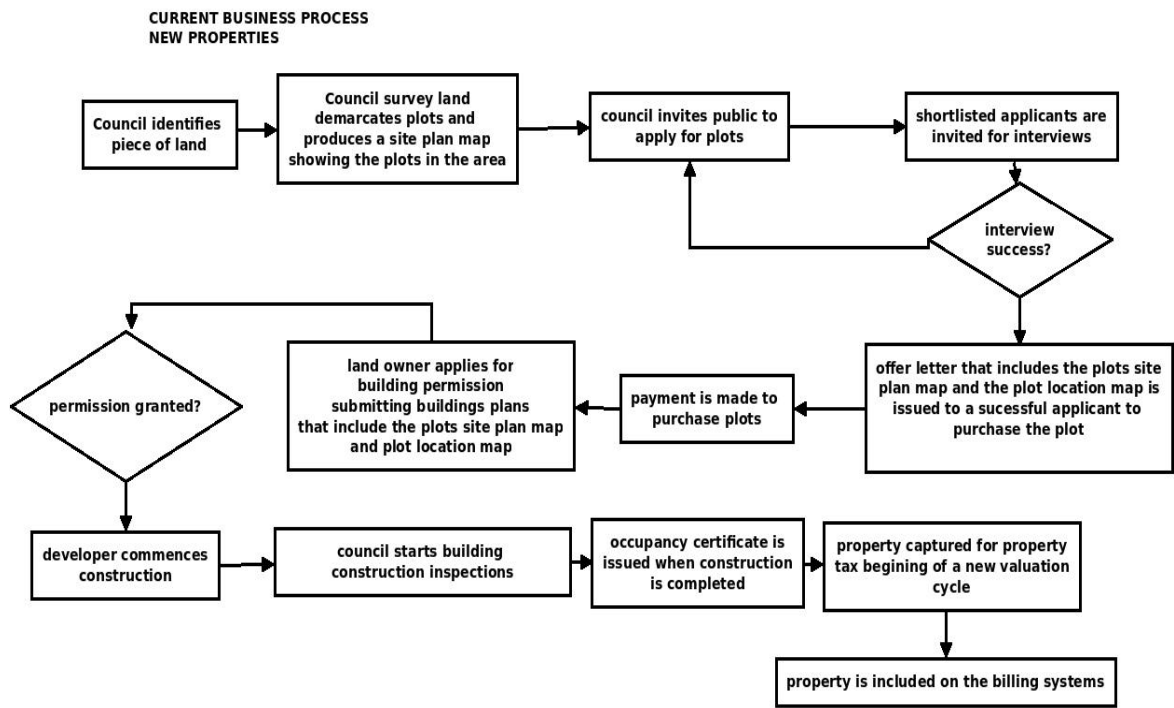 CURRENT BUSINESS PROCESS
NEW PROPERTIES
Council identifies
piece of land
Council survey land
demarcates plots and
produces a site plan map
showing the plots in the area
council invites public to
apply for plots
shortlisted applicants are
invited for interviews
interview
success?
offer letter that includes the plots site
plan map and the plot location map is
issued to a sucessful applicant to
purchase the plot
payment is made to
purchase plots
land owner applies for
building permission
submitting buildings plans
that include the plots site plan map
and plot location map
permission granted?
developer commences
construction
council starts building
construction inspections
occupancy certificate is
issued when construction
is completed
property captured for property
tax begining of a new valuation
cycle
property is included on the billing systems